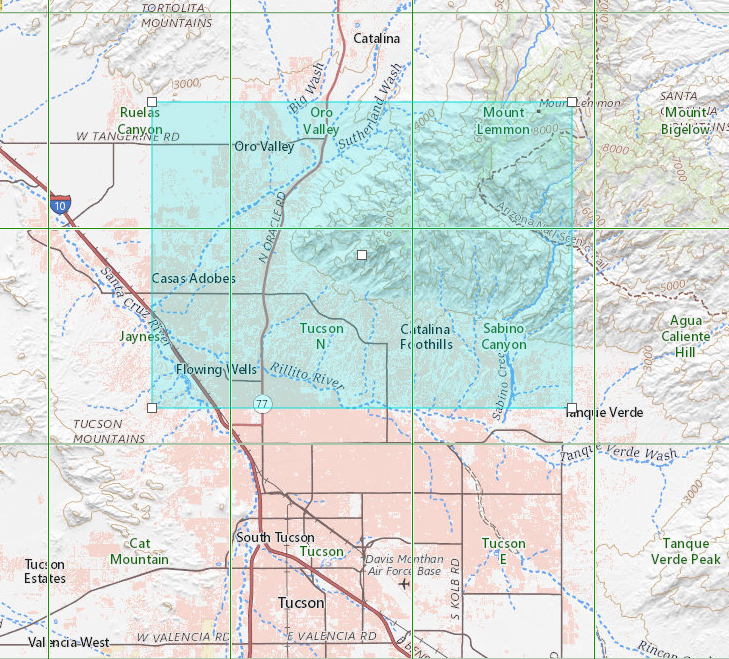 TORTOLITA
MOUNTAINS
Catalina
3000
Big Wash
Sutherland Wash
Ruelas
Canyon
Oro
Valley
4000
Mount
Lemmon
Mount Lemmon
SANTA
Mount
Bigelow
W TANGERINE RD
Oro Valley
8000
8000
10
N ORACLE RD
6000
6000
Arizona Nat Scenic Trail
Casas Adobes
Santa Cruz River
5000
Jaynes
Tucson
N
Catalina
Foothills
Sabino
Canyon
Agua
Caliente
Hill
3000
Flowing Wells
Rillito River
Sabino Creek
77
Tanque Verde
TUCSON
MOUNTAINS
Tanque Verde Wash
3000
Cat
Mountain
South Tucson
Tucson
Tucson
E
Tanque
Verde Peak
Davis Monthan
Air Force Base
Tucson
Estates
S KOLB RD
Tucson
Valencia West
W VALENCIA RD
E VALENCIA RD
Rincon Creek